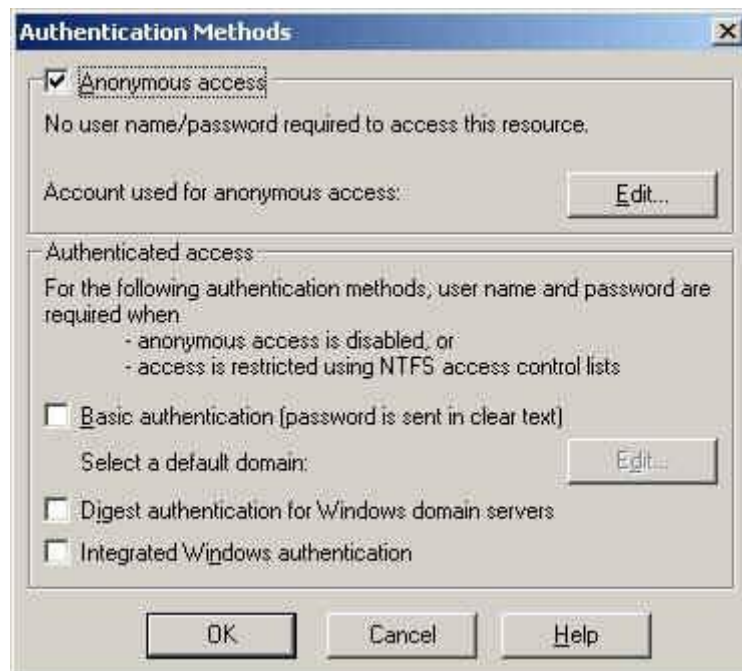 Authentication Methods
Anonymous access
No user name/password required to access this resource.
Account used for anonymous access:
Edit...
Authenticated access
For the following authentication methods, user name and password are
required when
- anonymous access is disabled, or
- access is restricted using NTFS access control lists
Basic authentication (password is sent in clear text)
Select a default domain:
Edit...
Digest authentication for Windows domain servers
Integrated Windows authentication
OK
Cancel
Help